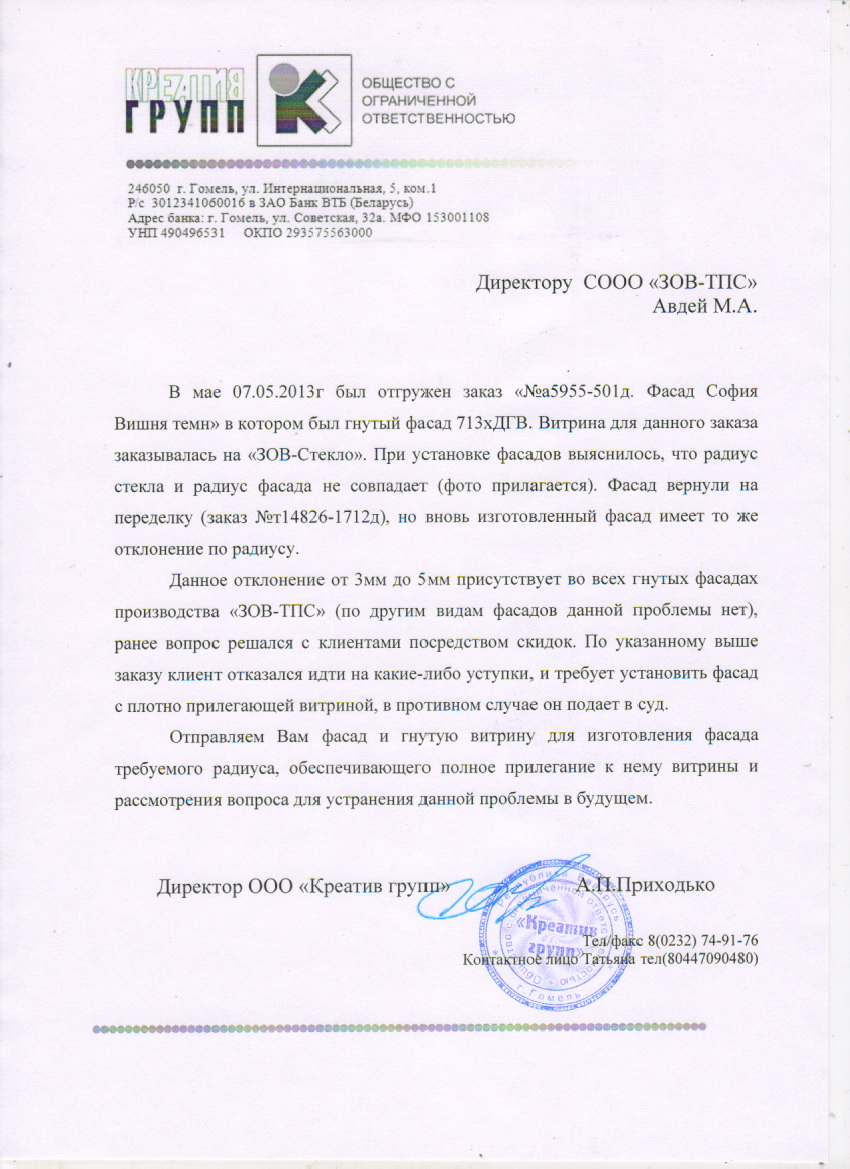 КРЕАТИВ
ГРУПП
ОБЩЕСТВО С
ОГРАНИЧЕННОЙ
ОТВЕТСТВЕННОСТЬЮ
246050 г. Гомель, ул. Интернациональная, 5, ком.1
Р/с 3012341060016 в ЗАО Банк ВТБ (Беларусь)
Адрес банка: г. Гомель, ул. Советская, 32а. МФО 153001108
УНП 490496531 ОКПО 293575563000
Директору СООО «ЗОВ-ТПС»
Авдей М.А.
В мае 07.05.2013г был отгружен заказ «№а5955-501д. Фасад София
Вишня темн» в котором был гнутый фасад 713хДГВ. Витрина для данного заказа
заказывалась на «ЗОВ-Стекло». При установке фасадов выяснилось, что радиус
стекла и радиус фасада не совпадает (фото прилагается). Фасад вернули на
переделку (заказ №т14826-1712д), но вновь изготовленный фасад имеет то же
отклонение по радиусу.
Данное отклонение от 3мм до 5мм присутствует во всех гнутых фасадах
производства «ЗОВ-ТПС» (по другим видам фасадов данной проблемы нет),
ранее вопрос решался с клиентами посредством скидок. По указанному выше
заказу клиент отказался идти на какие-либо уступки, и требует установить фасад
с плотно прилегающей витриной, в противном случае он подает в суд.
Отправляем Вам фасад и гнутую витрину для изготовления фасада
требуемого радиуса, обеспечивающего полное прилегание к нему витрины и
рассмотрения вопроса для устранения данной проблемы в будущем.
Директор ООО «Креатив групп» А.П.Приходько
Республика Беларусь
Общество с ограниченной ответственностью
«Креатив
групп»
г. Гомель
Тел/факс 8(0232) 74-91-76
Контактное лицо Татьяна тел(80447090480)